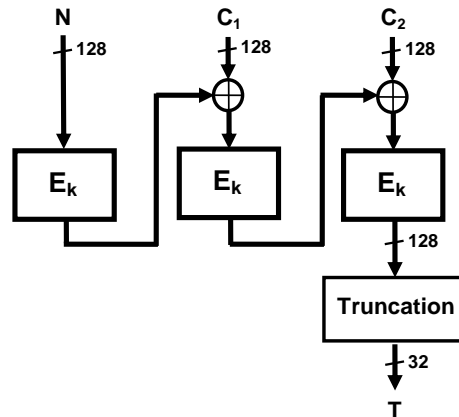 N C₁ C₂
128 128 128
Eₖ Eₖ Eₖ
128
Truncation
32
T